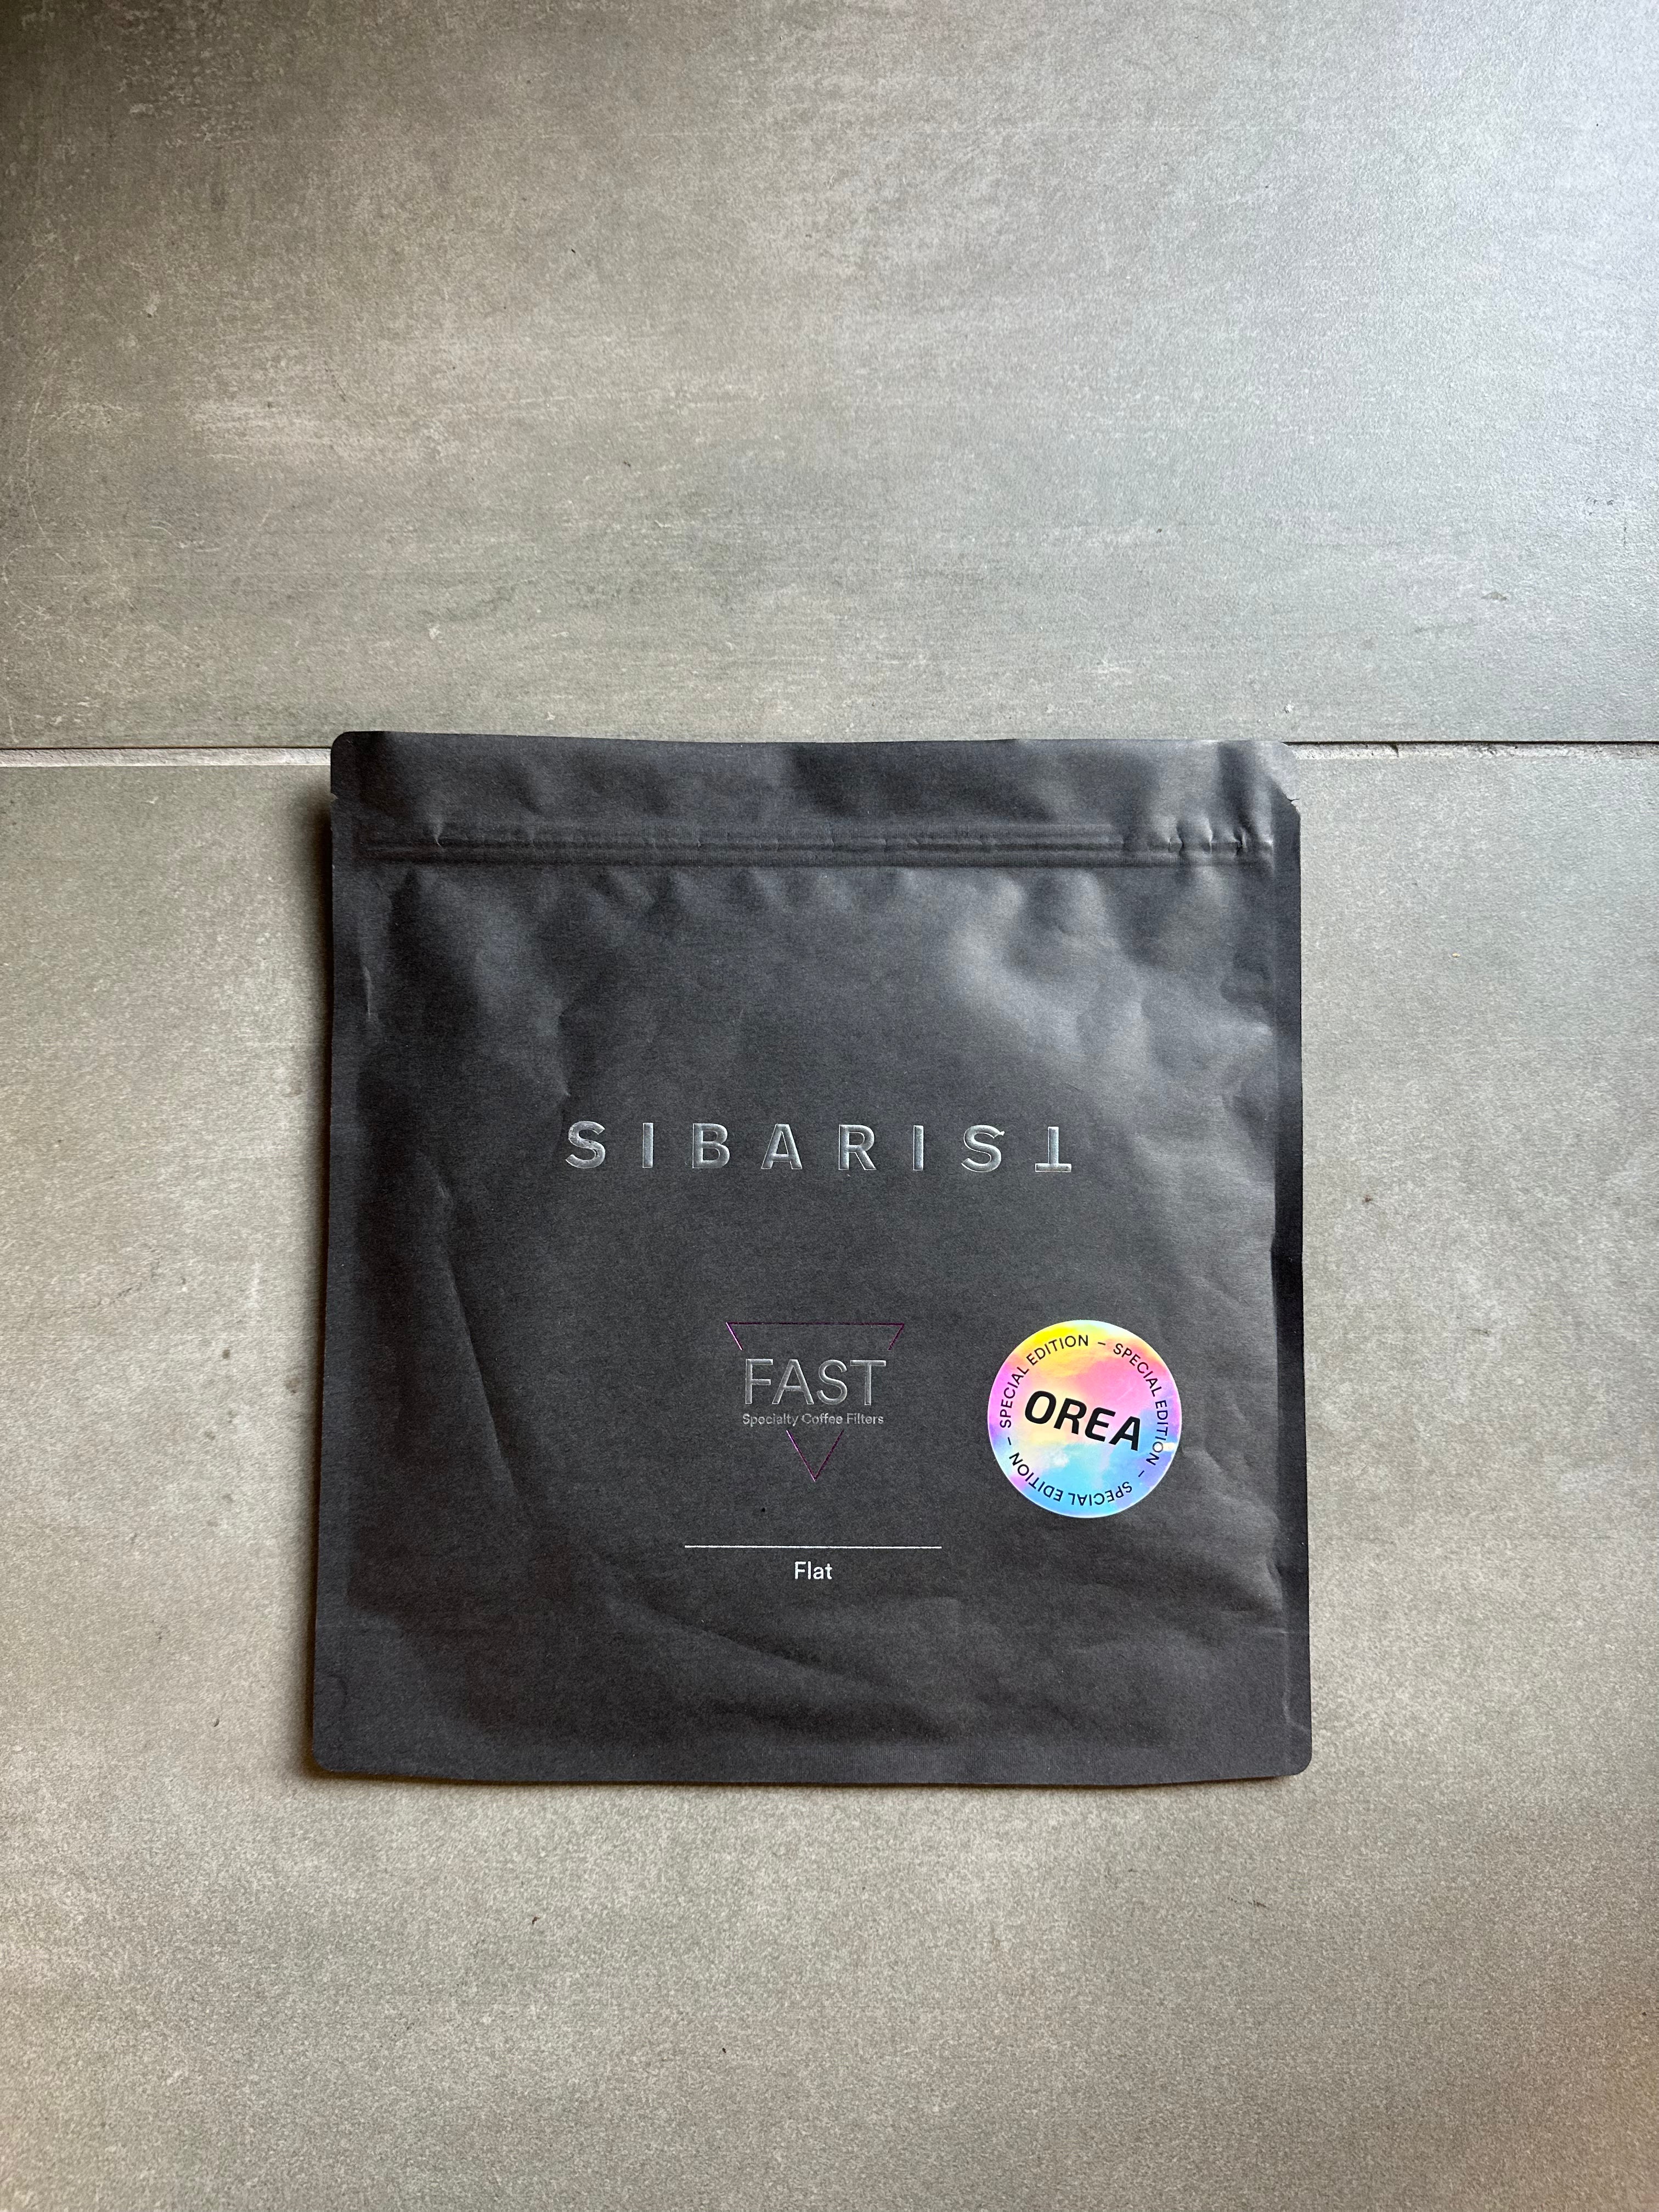 SIBARIST
FAST
Specialty Coffee Filters
SPECIAL EDITION – SPECIAL EDITION – SPECIAL EDITION –
OREA
Flat